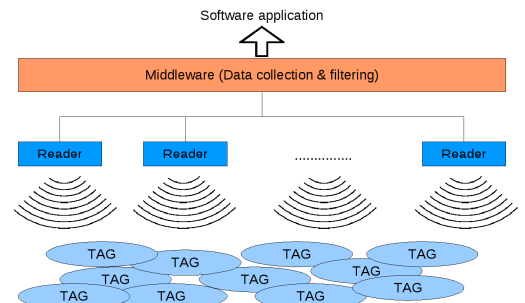 Software application
Middleware (Data collection & filtering)
Reader Reader ............... Reader
TAG TAG TAG TAG
TAG TAG TAG TAG
TAG TAG TAG